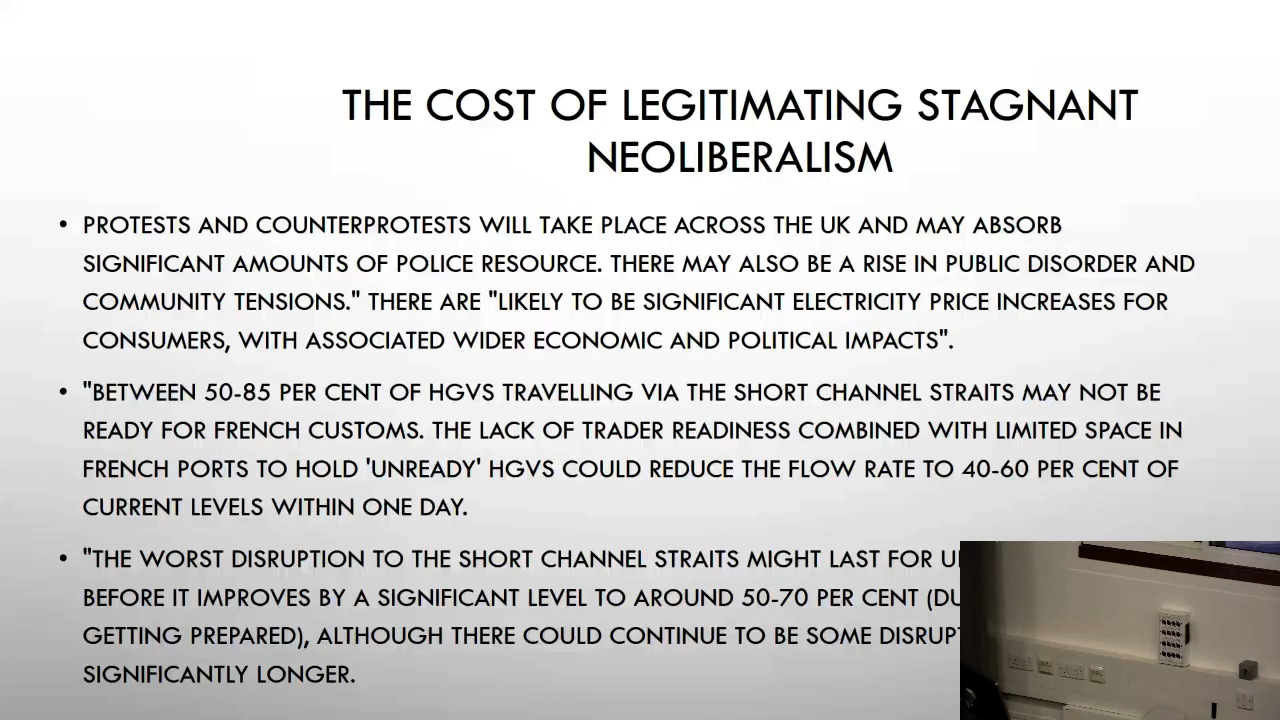 THE COST OF LEGITIMATING STAGNANT
NEOLIBERALISM
• PROTESTS AND COUNTERPROTESTS WILL TAKE PLACE ACROSS THE UK AND MAY ABSORB
SIGNIFICANT AMOUNTS OF POLICE RESOURCE. THERE MAY ALSO BE A RISE IN PUBLIC DISORDER AND
COMMUNITY TENSIONS." THERE ARE "LIKELY TO BE SIGNIFICANT ELECTRICITY PRICE INCREASES FOR
CONSUMERS, WITH ASSOCIATED WIDER ECONOMIC AND POLITICAL IMPACTS".
• "BETWEEN 50-85 PER CENT OF HGVS TRAVELLING VIA THE SHORT CHANNEL STRAITS MAY NOT BE
READY FOR FRENCH CUSTOMS. THE LACK OF TRADER READINESS COMBINED WITH LIMITED SPACE IN
FRENCH PORTS TO HOLD 'UNREADY' HGVS COULD REDUCE THE FLOW RATE TO 40-60 PER CENT OF
CURRENT LEVELS WITHIN ONE DAY.
• "THE WORST DISRUPTION TO THE SHORT CHANNEL STRAITS MIGHT LAST FOR
BEFORE IT IMPROVES BY A SIGNIFICANT LEVEL TO AROUND 50-70 PER CENT
GETTING PREPARED), ALTHOUGH THERE COULD CONTINUE TO BE SOME
SIGNIFICANTLY LONGER.